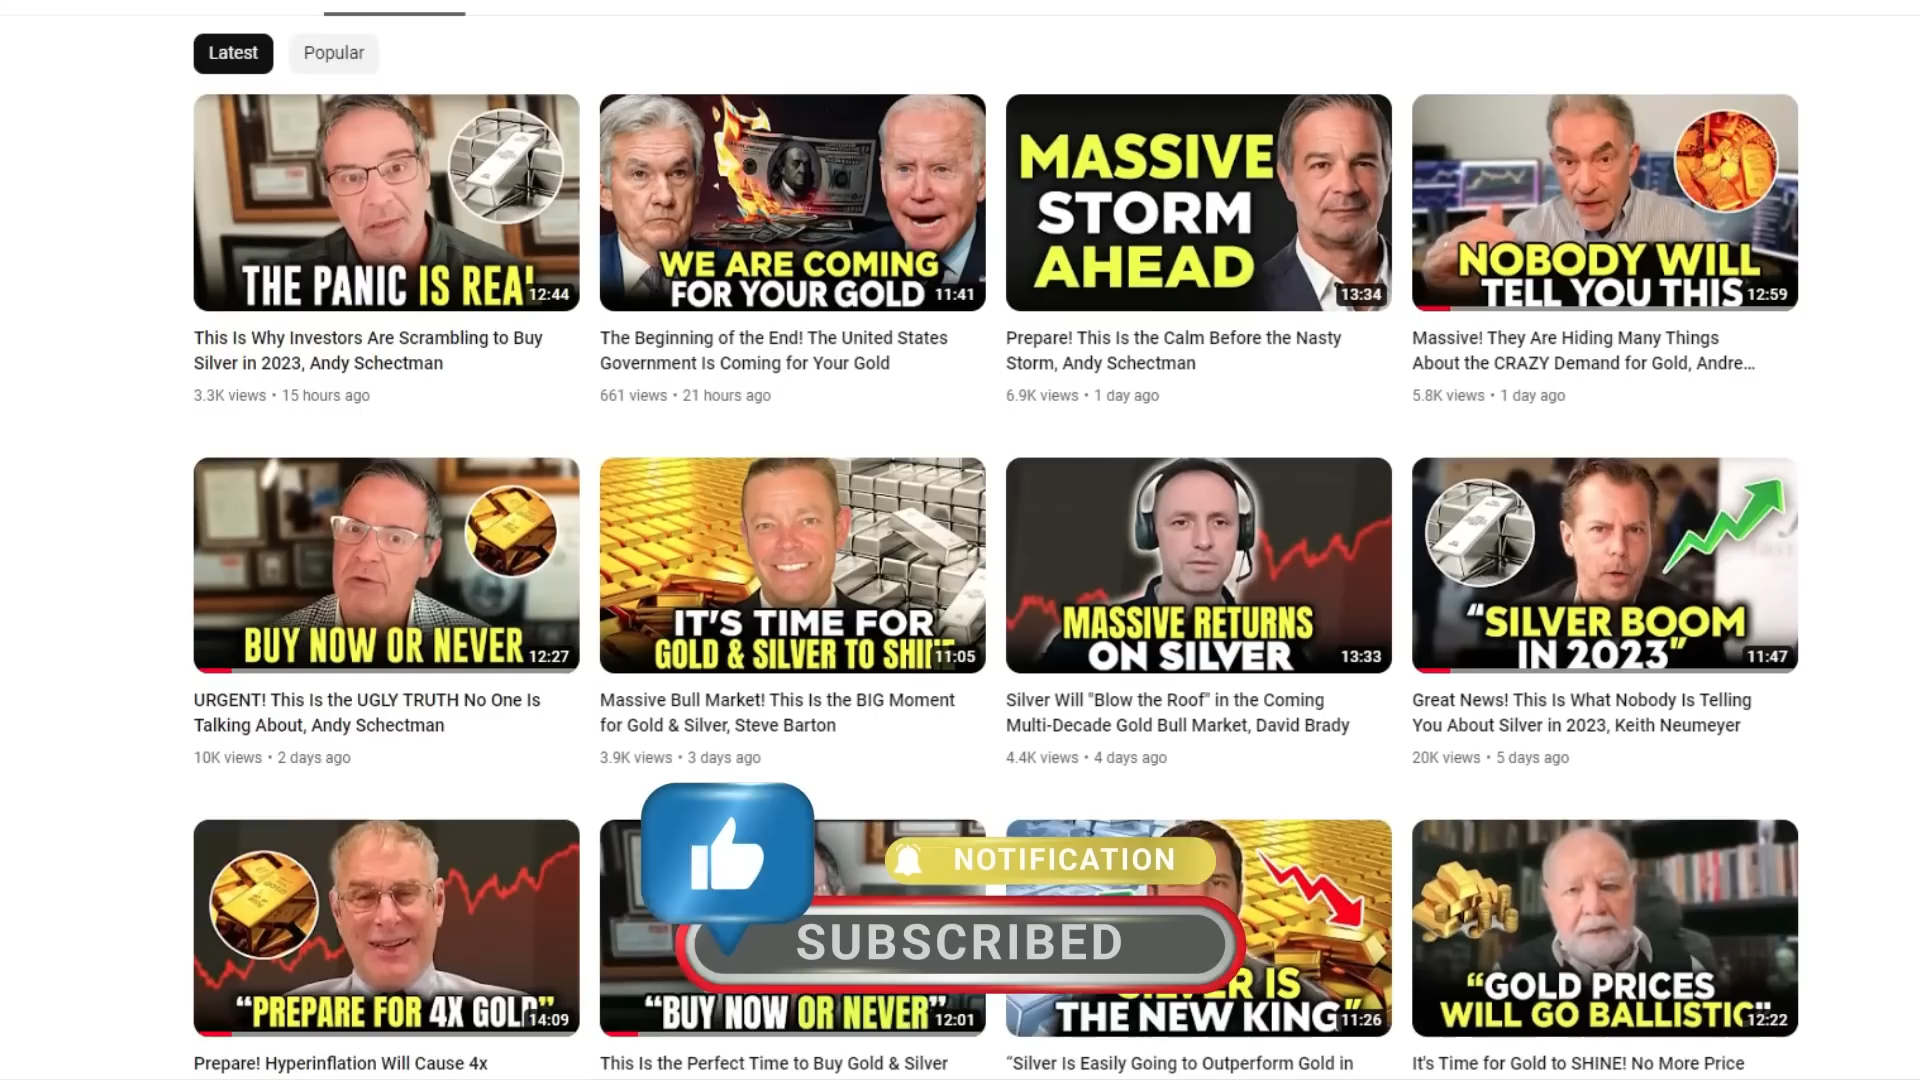 Latest
Popular
THE PANIC IS REAL
12:44
WE ARE COMING
FOR YOUR GOLD
11:41
MASSIVE
STORM
AHEAD
13:34
NOBODY WILL
TELL YOU THIS
12:59
This Is Why Investors Are Scrambling to Buy
Silver in 2023, Andy Schectman
3.3K views • 15 hours ago
The Beginning of the End! The United States
Government Is Coming for Your Gold
661 views • 21 hours ago
Prepare! This Is the Calm Before the Nasty
Storm, Andy Schectman
6.9K views • 1 day ago
Massive! They Are Hiding Many Things
About the CRAZY Demand for Gold, Andre...
5.8K views • 1 day ago
BUY NOW OR NEVER
12:27
IT'S TIME FOR
GOLD & SILVER TO
11:05
MASSIVE RETURNS
ON SILVER
13:33
"SILVER BOOM
IN 2023"
11:47
URGENT! This Is the UGLY TRUTH No One Is
Talking About, Andy Schectman
10K views • 2 days ago
Massive Bull Market! This Is the BIG Moment
for Gold & Silver, Steve Barton
3.9K views • 3 days ago
Silver Will "Blow the Roof" in the Coming
Multi-Decade Gold Bull Market, David Brady
4.4K views • 4 days ago
Great News! This Is What Nobody Is Telling
You About Silver in 2023, Keith Neumeyer
20K views • 5 days ago
"PREPARE FOR 4X GOLD"
14:09
"BUY NOW OR NEVER"
12:01
NOTIFICATION
SUBSCRIBED
IS
THE NEW KING"
11:26
"GOLD PRICES
WILL GO BALLISTIC"
12:22
Prepare! Hyperinflation Will Cause 4x
This Is the Perfect Time to Buy Gold & Silver
“Silver Is Easily Going to Outperform Gold in
It's Time for Gold to SHINE! No More Price